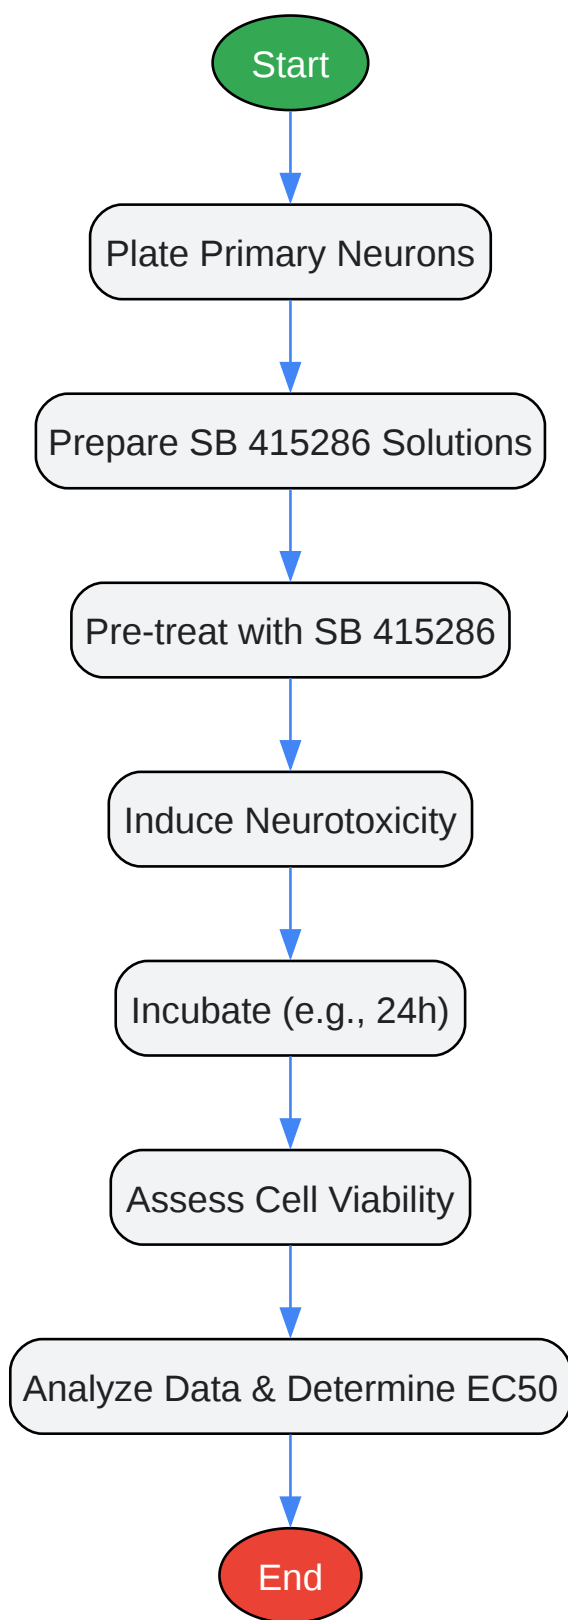 Start
Plate Primary Neurons
Prepare SB 415286 Solutions
Pre-treat with SB 415286
Induce Neurotoxicity
Incubate (e.g., 24h)
Assess Cell Viability
Analyze Data & Determine EC50
End